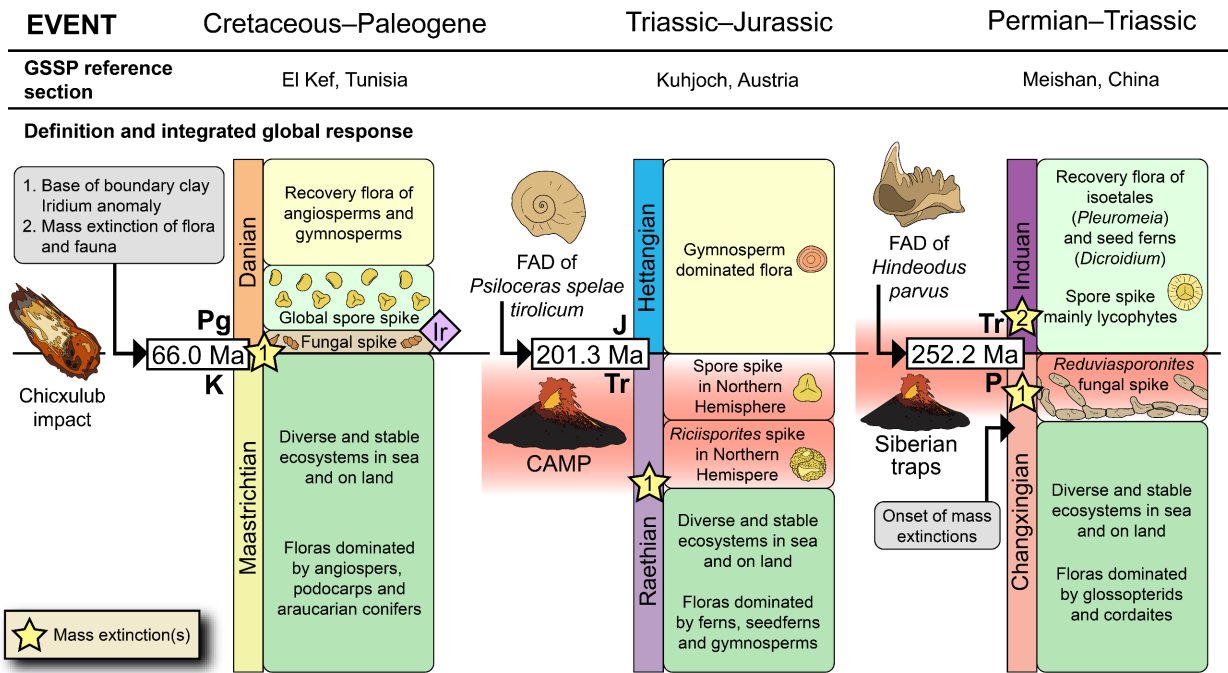 EVENT
Cretaceous–Paleogene
Triassic–Jurassic
Permian–Triassic
GSSP reference
section
El Kef, Tunisia
Kuhjoch, Austria
Meishan, China
Definition and integrated global response
1. Base of boundary clay
Iridium anomaly
2. Mass extinction of flora
and fauna
Chicxulub
impact
Pg
66.0 Ma
K
Danian
Maastrichtian
1
Recovery flora of
angiosperms and
gymnosperms
Global spore spike
Fungal spike
Ir
Diverse and stable
ecosystems in sea
and on land
Floras dominated
by angiospers,
podocarps and
araucarian conifers
Mass extinction(s)
FAD of
Psiloceras spelae
tirolicum
J
201.3 Ma
Tr
CAMP
Hettangian
Raethian
1
Gymnosperm
dominated flora
Spore spike
in Northern
Hemisphere
Riciisporites spike
in Northern
Hemispere
Diverse and stable
ecosystems in sea
and on land
Floras dominated
by ferns, seedferns
and gymnosperms
FAD of
Hindeodus
parvus
Tr
252.2 Ma
P
Siberian
traps
Onset of mass
extinctions
Induan
Changxingian
2
1
Recovery flora of
isoetales
(Pleuromeia)
and seed ferns
(Dicroidium)
Spore spike
mainly lycophytes
Reduviasporonites
fungal spike
Diverse and stable
ecosystems in sea
and on land
Floras dominated
by glossopterids
and cordaites